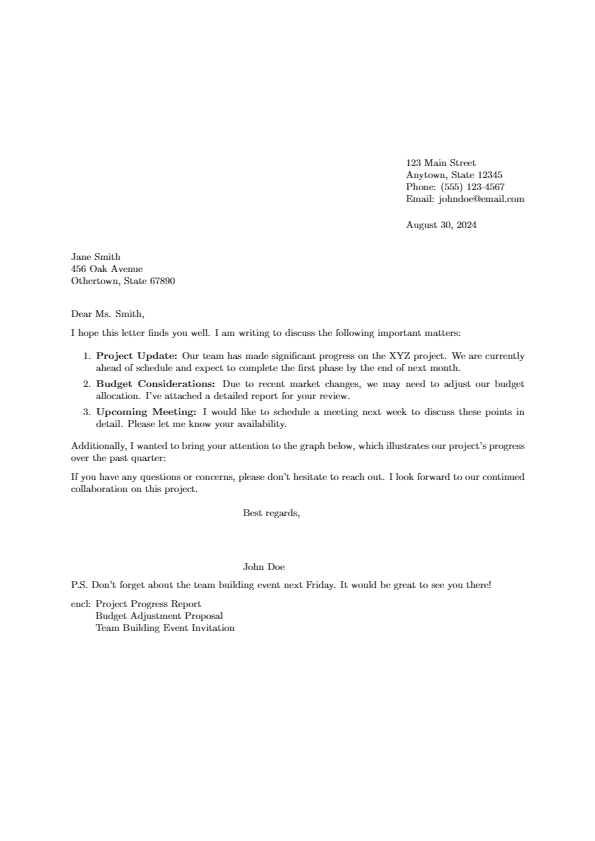 123 Main Street
Anytown, State 12345
Phone: (555) 123-4567
Email: johndoe@email.com
August 30, 2024
Jane Smith
456 Oak Avenue
Othertown, State 67890
Dear Ms. Smith,
I hope this letter finds you well. I am writing to discuss the following important matters:
1. Project Update: Our team has made significant progress on the XYZ project. We are currently
ahead of schedule and expect to complete the first phase by the end of next month.
2. Budget Considerations: Due to recent market changes, we may need to adjust our budget
allocation. I've attached a detailed report for your review.
3. Upcoming Meeting: I would like to schedule a meeting next week to discuss these points in
detail. Please let me know your availability.
Additionally, I wanted to bring your attention to the graph below, which illustrates our project's progress
over the past quarter:
If you have any questions or concerns, please don't hesitate to reach out. I look forward to our continued
collaboration on this project.
Best regards,
John Doe
P.S. Don't forget about the team building event next Friday. It would be great to see you there!
encl: Project Progress Report
Budget Adjustment Proposal
Team Building Event Invitation